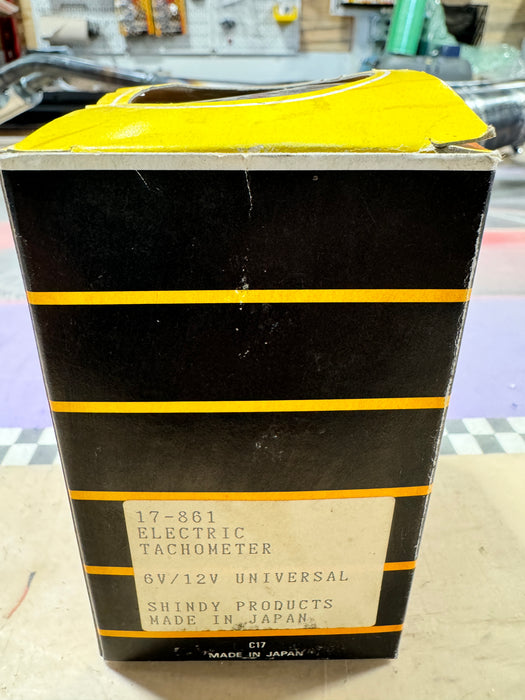 17-861
ELECTRIC
TACHOMETER
6V/12V UNIVERSAL
SHINDY PRODUCTS
MADE IN JAPAN
C17
MADE IN JAPAN